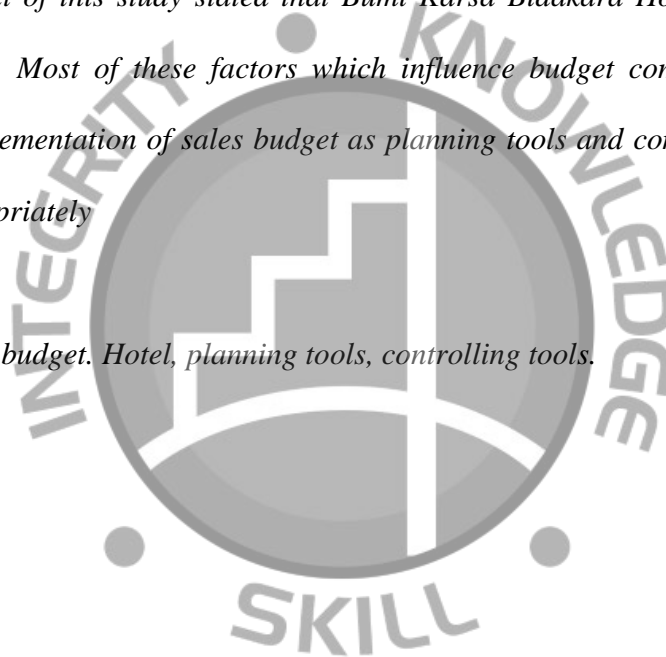 of this study stated that Bumi Karsa Bidakara Ho
Most of these factors which influence budget con
ementation of sales budget as planning tools and con
priately
budget. Hotel, planning tools, controlling tools.
INTEGRITY
KNOWLEDGE
SKILL